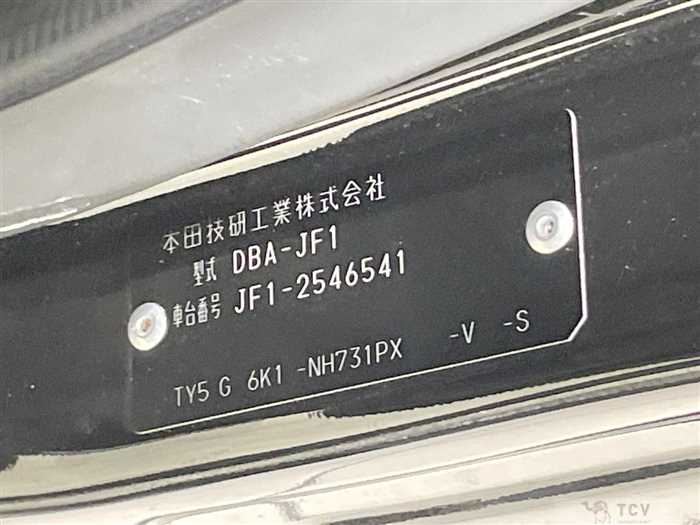 本田技研工業株式会社
型式 DBA-JF1
車台番号 JF1-2546541
TY5 G 6K1 -NH731PX -V -S
TCV